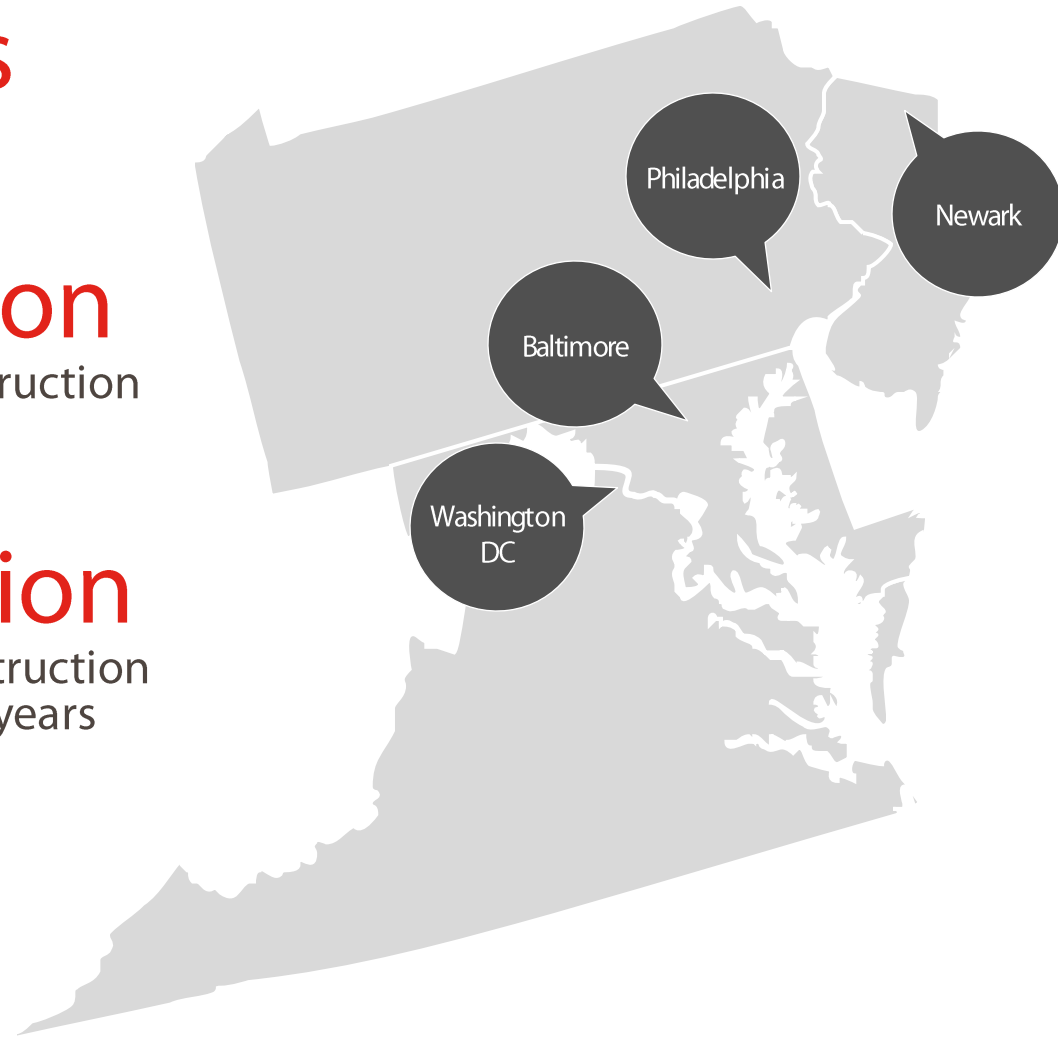 s
on
ruction
ion
truction
years
Philadelphia
Newark
Baltimore
Washington
DC